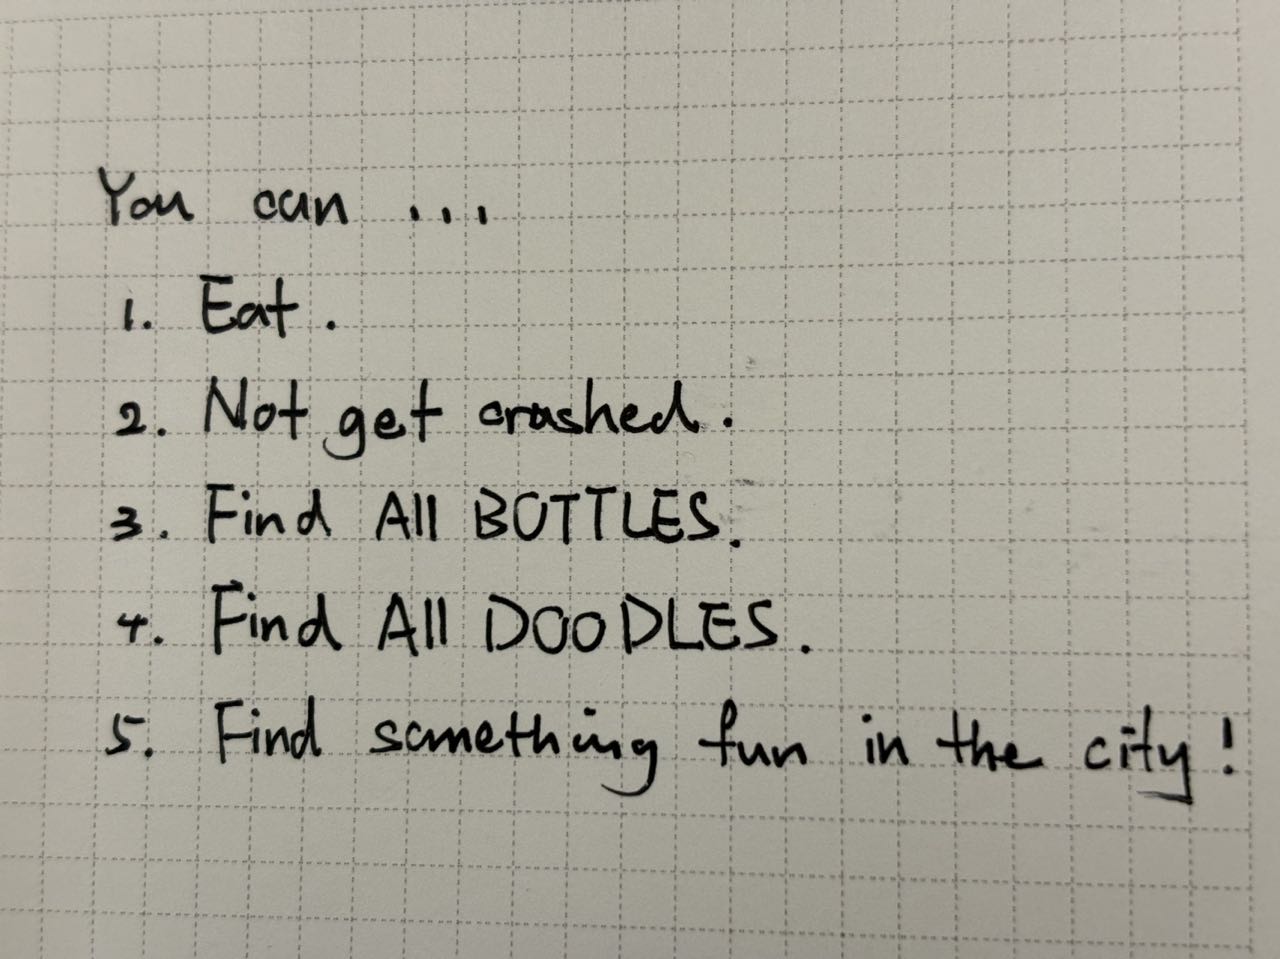 You can ...
1. Eat.
2. Not get crashed.
3. Find All BOTTLES.
4. Find All DOODLES.
5. Find something fun in the city!